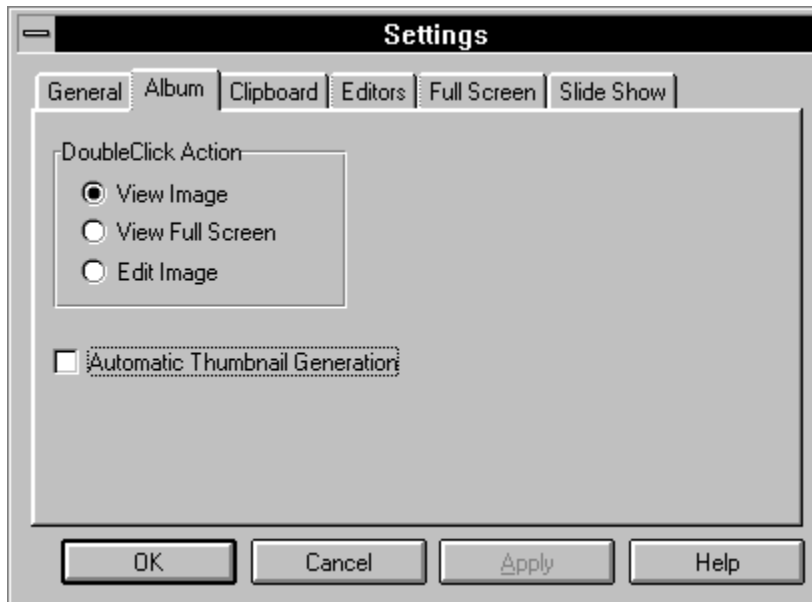 Settings
General Album Clipboard Editors Full Screen Slide Show
DoubleClick Action
View Image
View Full Screen
Edit Image
Automatic Thumbnail Generation
OK Cancel Apply Help